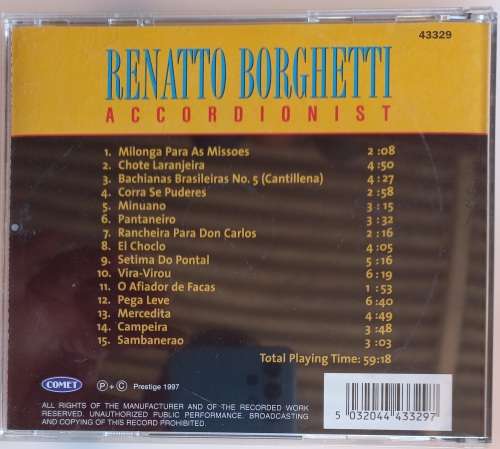 43329
RENATTO BORGHETTI
ACCORDIONIST
1. Milonga Para As Missoes 2:08
2. Chote Laranjeira 4:50
3. Bachianas Brasileiras No. 5 (Cantillena) 4:27
4. Corra Se Puderes 2:58
5. Minuano 3:15
6. Pantaneiro 3:32
7. Rancheira Para Don Carlos 2:16
8. El Choclo 4:05
9. Setima Do Pontal 5:16
10. Vira-Virou 6:19
11. O Afiador de Facas 1:53
12. Pega Leve 6:40
13. Mercedita 4:49
14. Campeira 3:48
15. Sambanerao 3:03
Total Playing Time: 59:18
COMET P+C Prestige 1997
ALL RIGHTS OF THE MANUFACTURER AND OF THE RECORDED WORK
RESERVED. UNAUTHORIZED PUBLIC PERFORMANCE. BROADCASTING
AND COPYING OF THIS RECORD PROHIBITED.
5 032044 433297